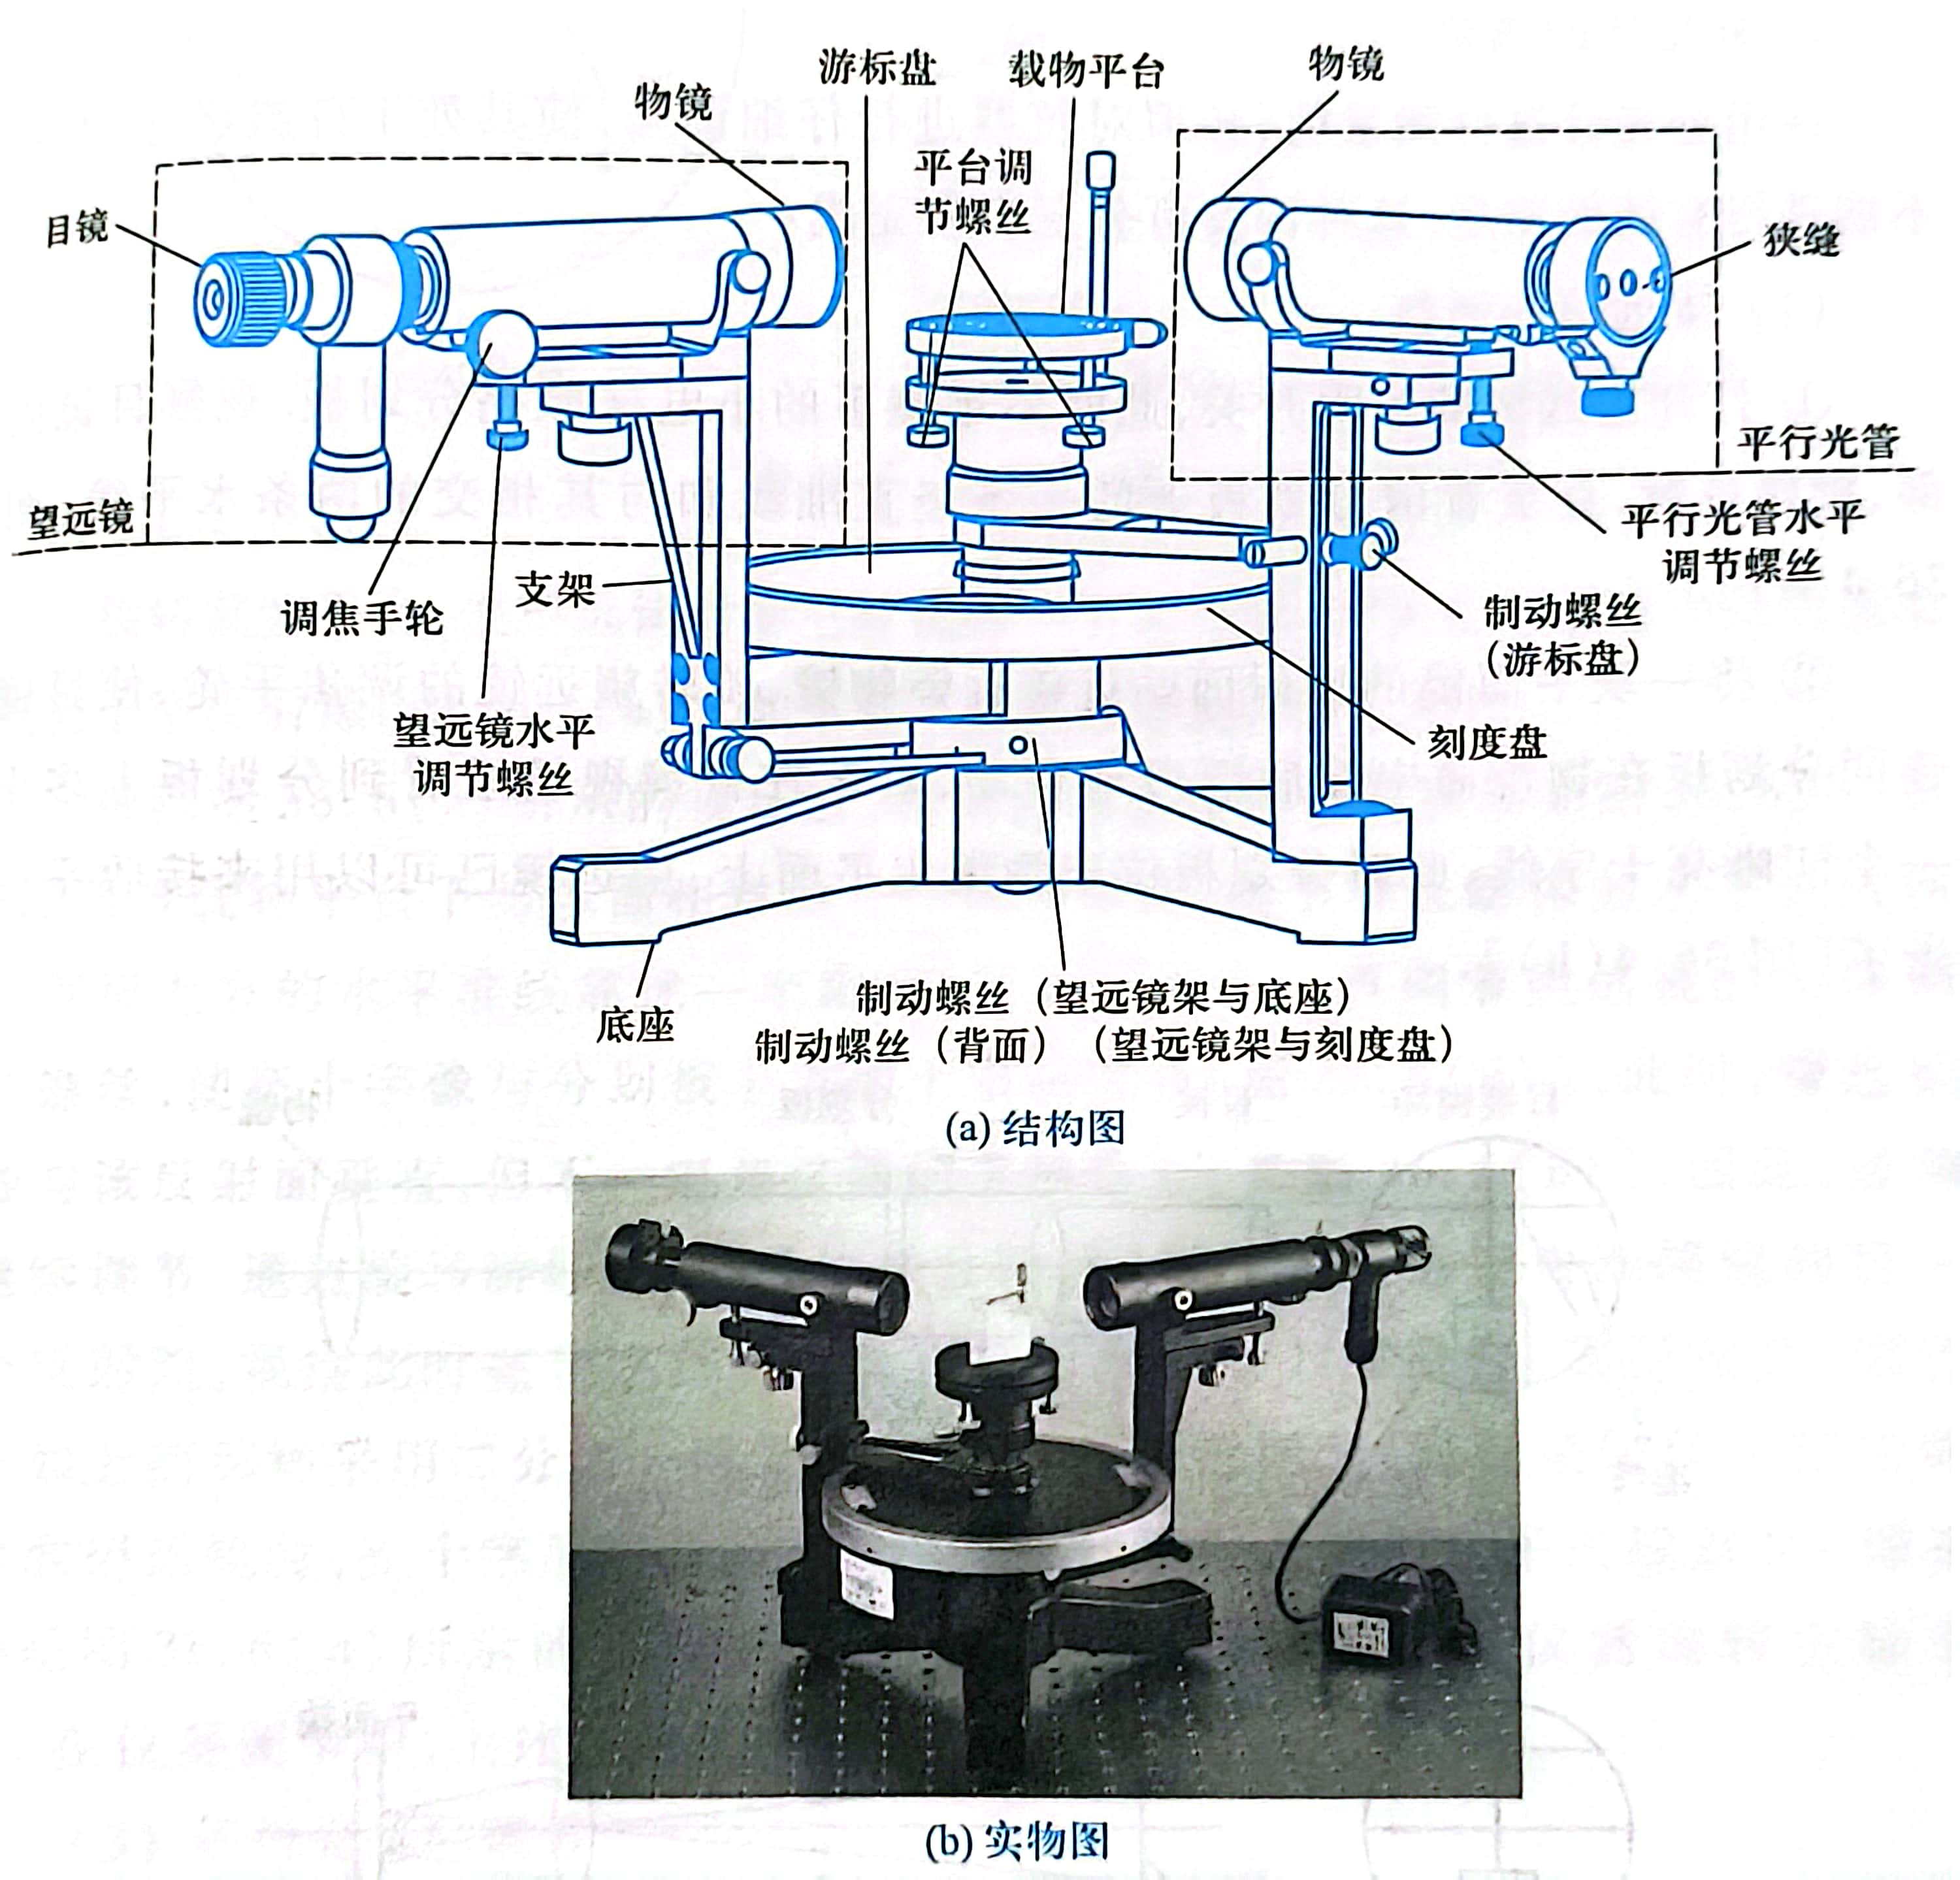 游标盘
载物平台
物镜
物镜
平台调
节螺丝
目镜
狭缝
平行光管
望远镜
平行光管水平
调节螺丝
支架
调焦手轮
制动螺丝
（游标盘）
望远镜水平
调节螺丝
刻度盘
底座
制动螺丝（望远镜架与底座）
制动螺丝（背面）（望远镜架与刻度盘）
(a) 结构图
(b) 实物图